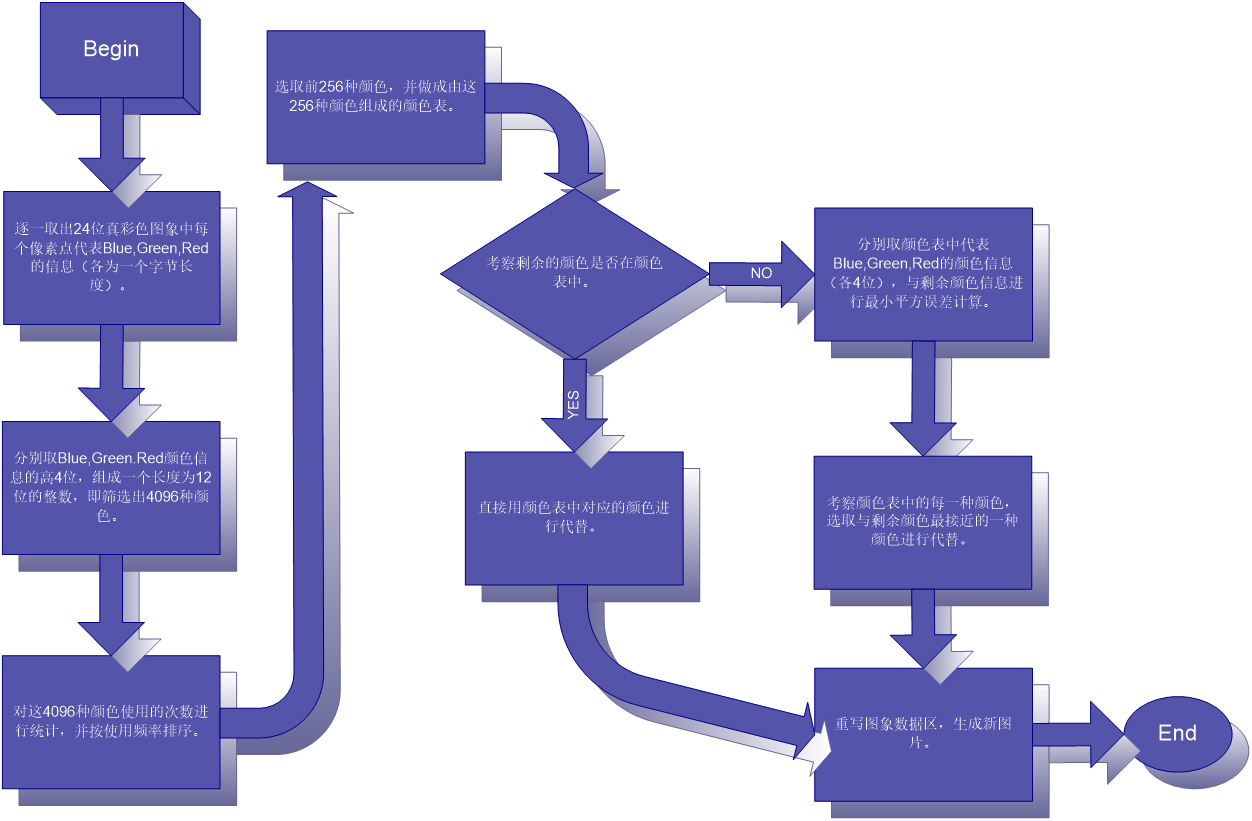 Begin
逐一取出24位真彩色图象中每
个像素点代表Blue,Green,Red
的信息（各为一个字节长
度）。
分别取Blue,Green.Red颜色信
息的高4位，组成一个长度为12
位的整数，即筛选出4096种颜
色。
对这4096种颜色使用的次数进
行统计，并按使用频率排序。
选取前256种颜色，并做成由这
256种颜色组成的颜色表。
考察剩余的颜色是否在颜色
表中。
NO
YES
分别取颜色表中代表
Blue,Green,Red的颜色信息
（各4位），与剩余颜色信息进
行最小平方误差计算。
直接用颜色表中对应的颜色进
行代替。
考察颜色表中的每一种颜色，
选取与剩余颜色最接近的一种
颜色进行代替。
重写图象数据区，生成新图
片。
End